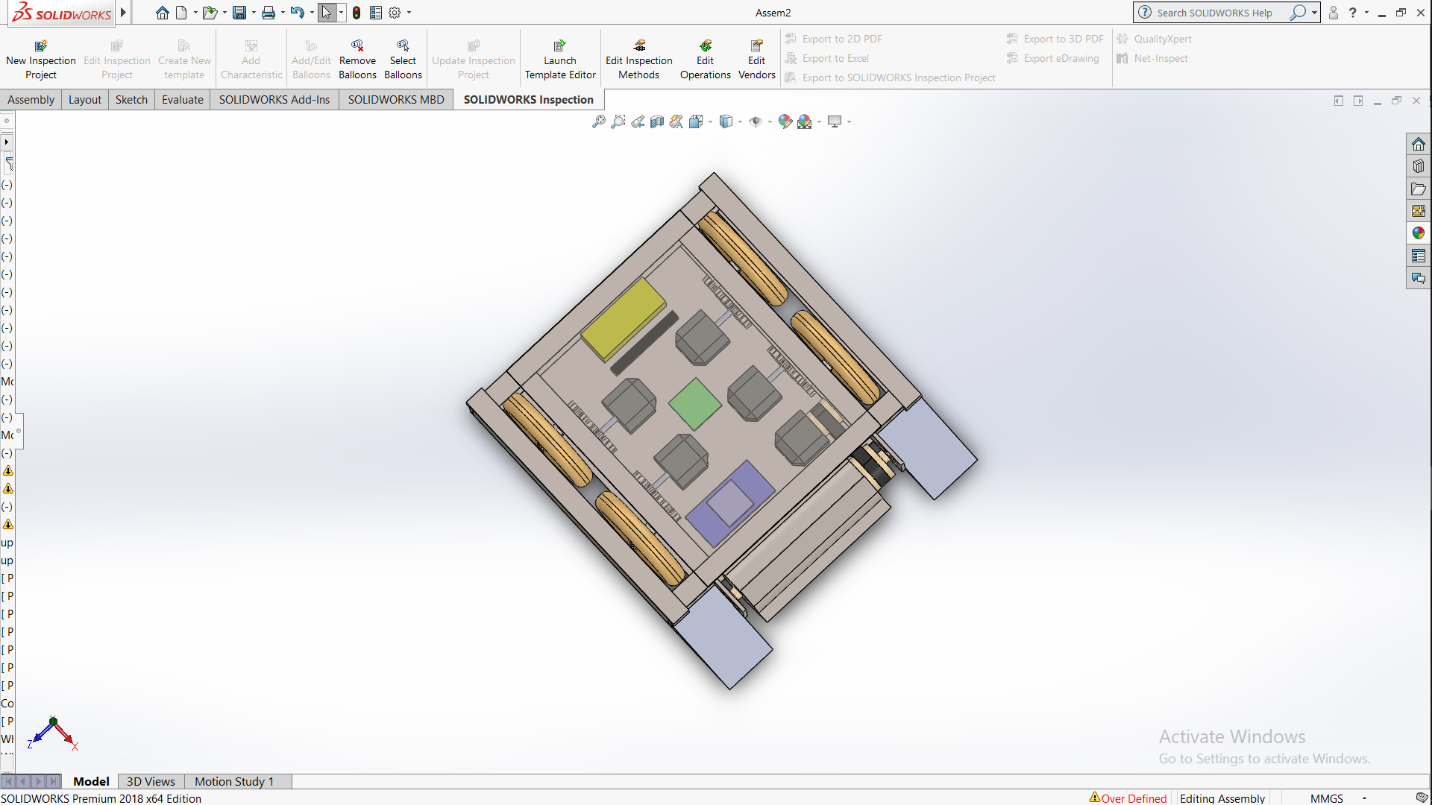 SOLIDWORKS
Assem2
Search SOLIDWORKS Help
?
New Inspection Project
Edit Inspection Project
Create New template
Add Characteristic
Add/Edit Balloons
Remove Balloons
Select Balloons
Update Inspection Project
Launch Template Editor
Edit Inspection Methods
Edit Operations
Edit Vendors
Export to 2D PDF
Export to Excel
Export to SOLIDWORKS Inspection Project
Export to 3D PDF
Export eDrawing
QualityXpert
Net-Inspect
Assembly Layout Sketch Evaluate SOLIDWORKS Add-Ins SOLIDWORKS MBD SOLIDWORKS Inspection
(-)
(-)
(-)
(-)
(-)
(-)
(-)
(-)
(-)
(-)
(-)
Mc
(-)
(-)
Mc
(-)
(-)
up
up
[ P
[ P
[ P
[ P
[ P
[ P
[ P
Co
[ P
Wl
Z X
Activate Windows
Go to Settings to activate Windows.
Model 3D Views Motion Study 1
SOLIDWORKS Premium 2018 x64 Edition
Over Defined Editing Assembly MMGS